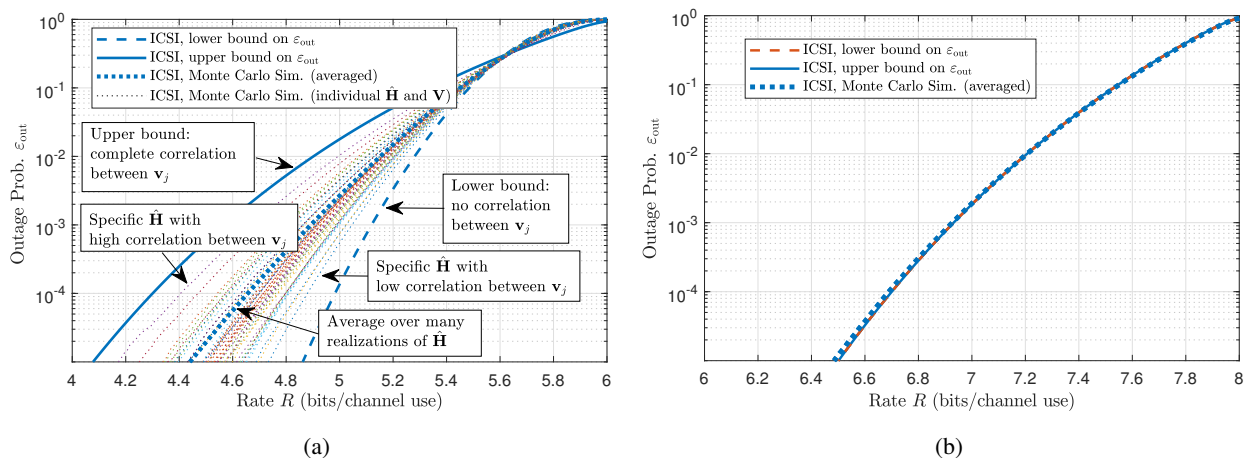 10^0
10^-1
10^-2
10^-3
10^-4
Outage Prob. ε_out
ICSI, lower bound on ε_out
ICSI, upper bound on ε_out
ICSI, Monte Carlo Sim. (averaged)
ICSI, Monte Carlo Sim. (individual Ĥ and V)
Upper bound:
complete correlation
between v_j
Lower bound:
no correlation
between v_j
Specific Ĥ with
high correlation between v_j
Specific Ĥ with
low correlation between v_j
Average over many
realizations of Ĥ
4 4.2 4.4 4.6 4.8 5 5.2 5.4 5.6 5.8 6
Rate R (bits/channel use)
(a)
10^0
10^-1
10^-2
10^-3
10^-4
Outage Prob. ε_out
ICSI, lower bound on ε_out
ICSI, upper bound on ε_out
ICSI, Monte Carlo Sim. (averaged)
6 6.2 6.4 6.6 6.8 7 7.2 7.4 7.6 7.8 8
Rate R (bits/channel use)
(b)